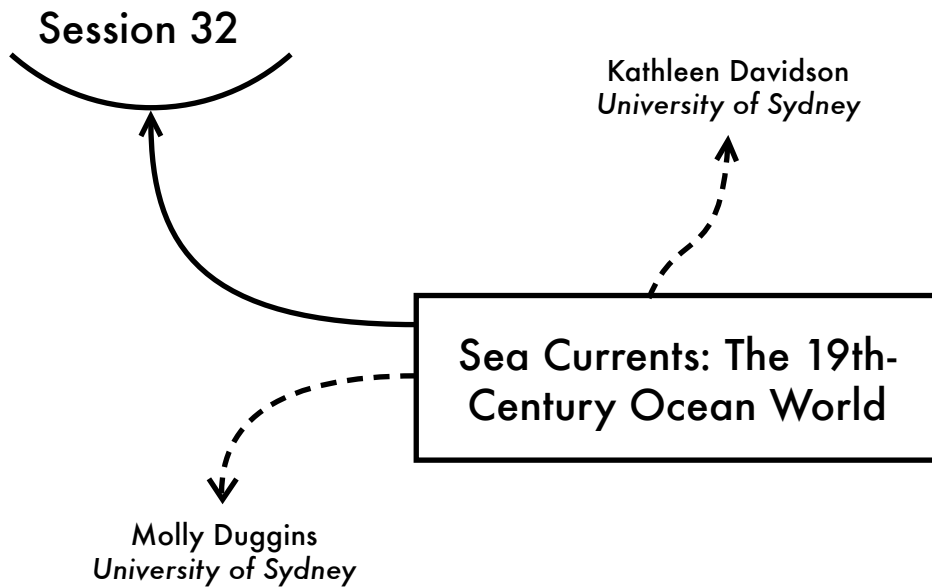 Session 32
Kathleen Davidson
University of Sydney
Sea Currents: The 19th-
Century Ocean World
Molly Duggins
University of Sydney